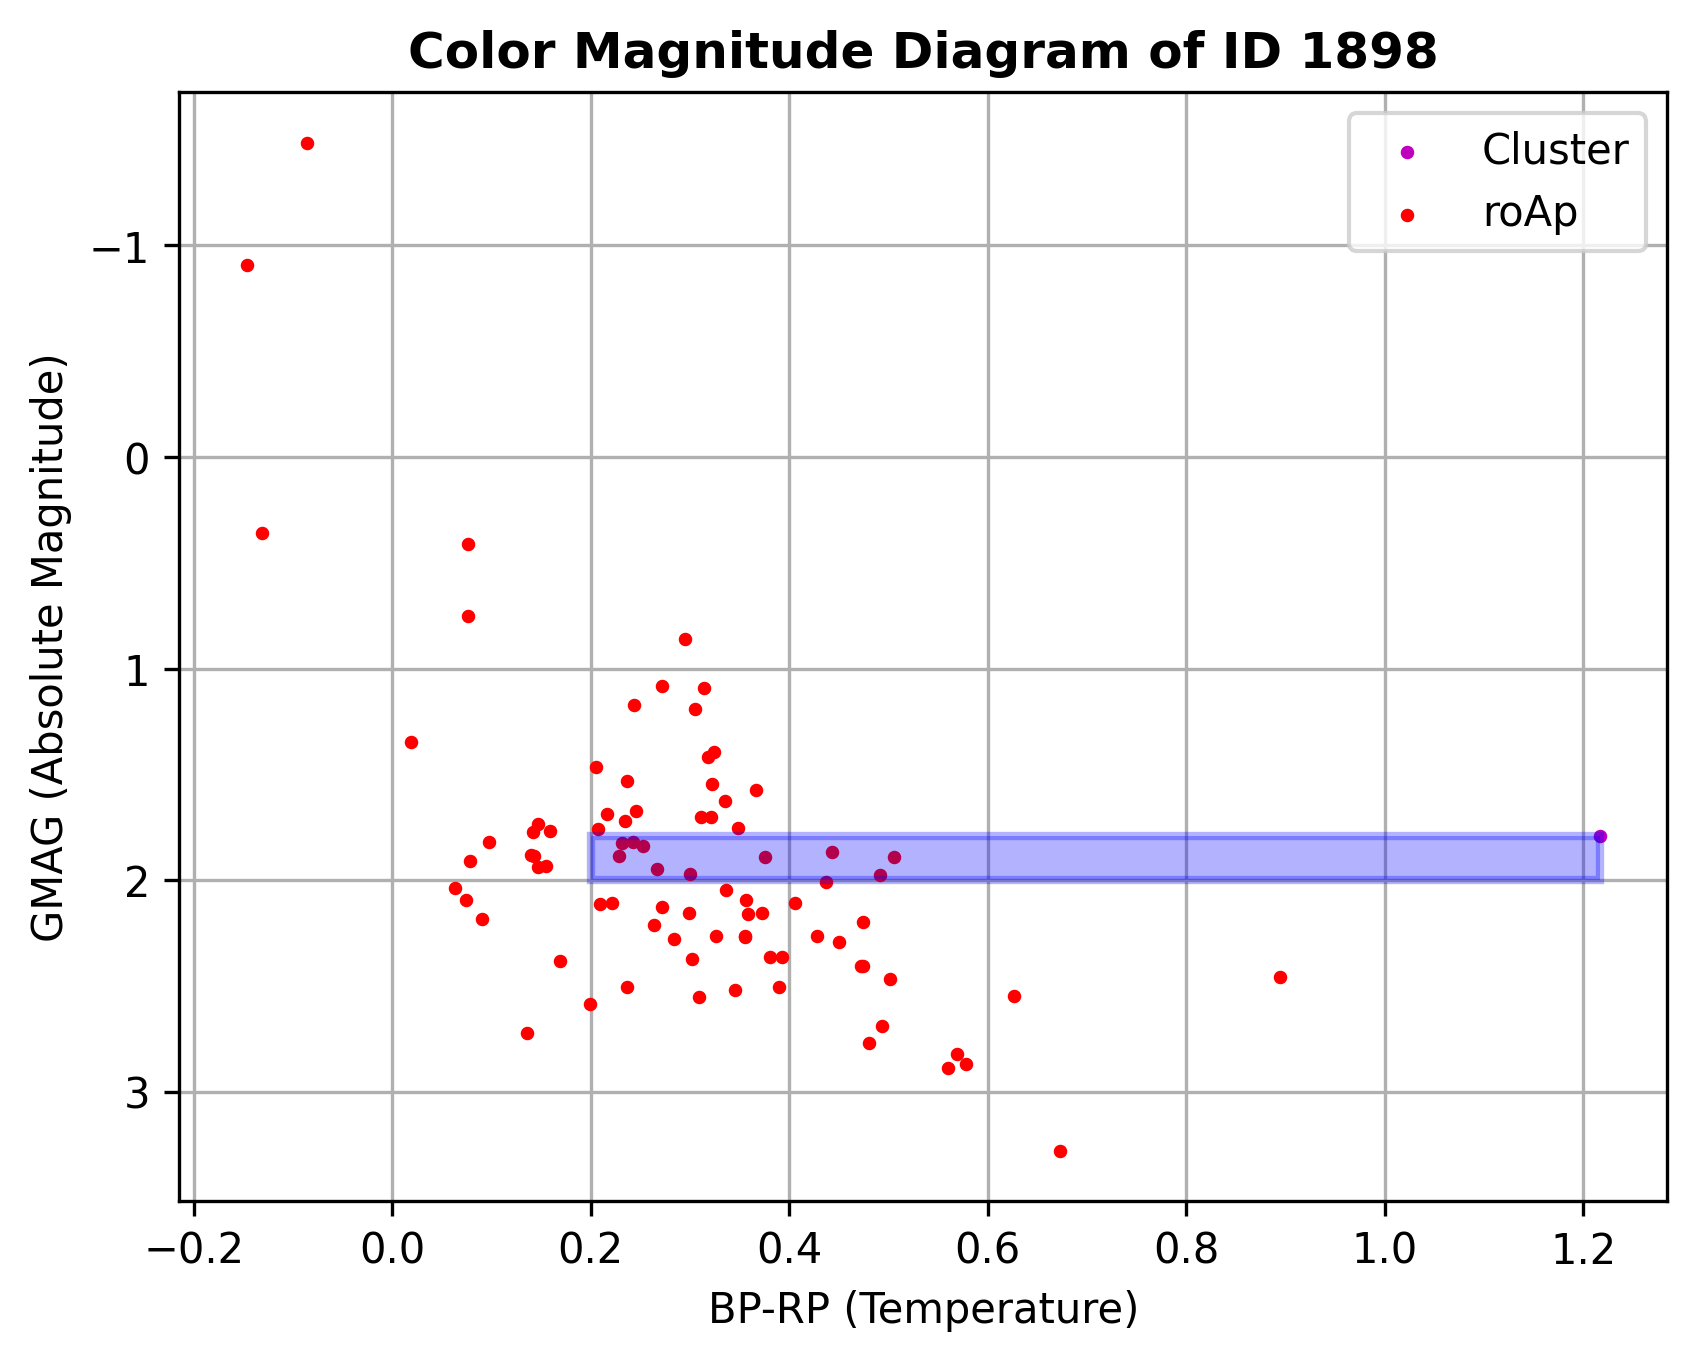 Color Magnitude Diagram of ID 1898
Cluster
roAp
GMAG (Absolute Magnitude)
−1
0
1
2
3
−0.2 0.0 0.2 0.4 0.6 0.8 1.0 1.2
BP-RP (Temperature)